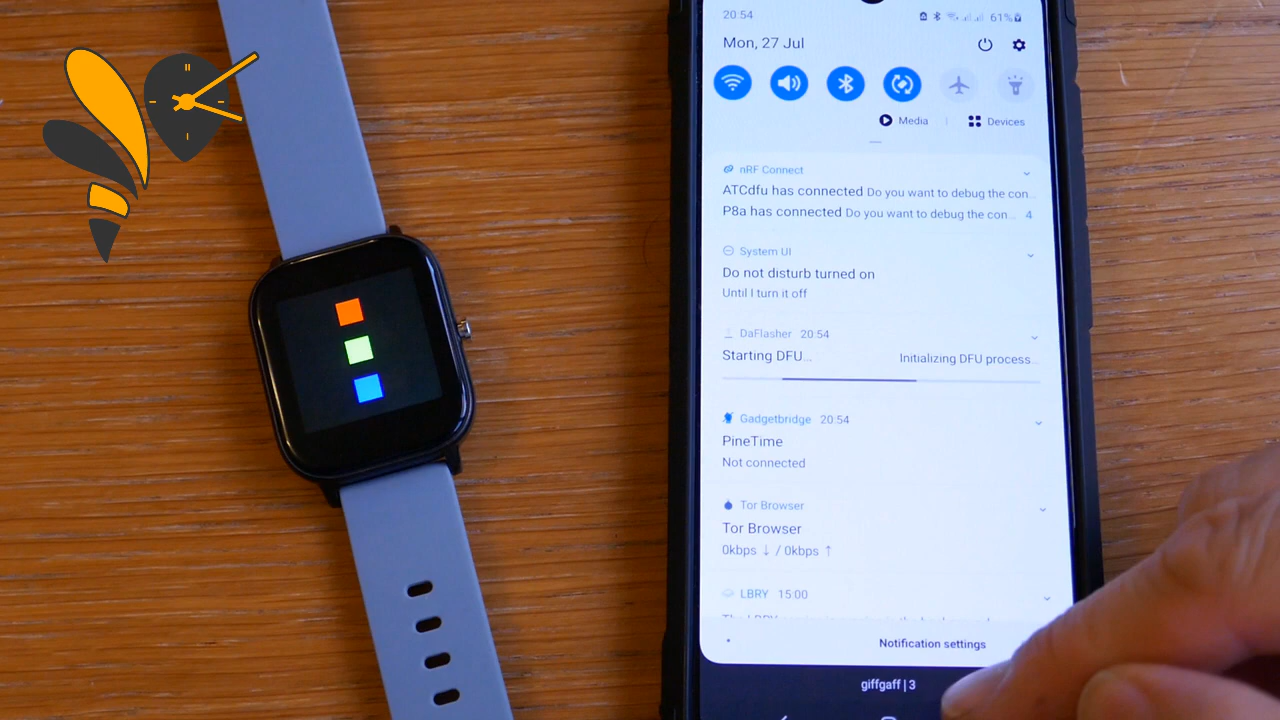 20:54
61%
Mon, 27 Jul
Media
Devices
nRF Connect
ATCdfu has connected Do you want to debug the con...
P8a has connected Do you want to debug the con... 4
System UI
Do not disturb turned on
Until I turn it off
DaFlasher 20:54
Starting DFU... Initializing DFU process...
Gadgetbridge 20:54
PineTime
Not connected
Tor Browser
Tor Browser
0kbps ↓ / 0kbps ↑
LBRY 15:00
Notification settings
giffgaff | 3